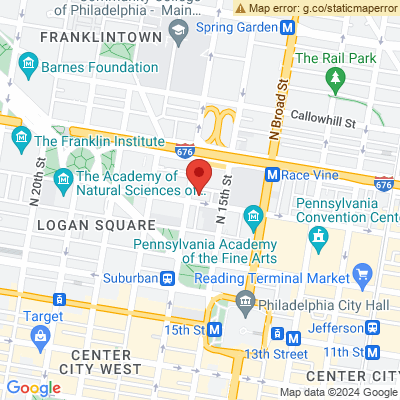 Map error: g.co/staticmaperror
Community College
of Philadelphia - Main...
Spring Garden
FRANKLINTOWN
Barnes Foundation
The Rail Park
N Broad St
Callowhill St
The Franklin Institute
676
N 20th St
The Academy of
Natural Sciences of...
Race Vine
676
N 15th St
Pennsylvania
Convention Center
LOGAN SQUARE
Pennsylvania Academy
of the Fine Arts
Suburban
Reading Terminal Market
Philadelphia City Hall
Target
15th St
Jefferson
13th Street
11th St
CENTER
CITY WEST
CENTER CITY
Google
Map data ©2024 Google